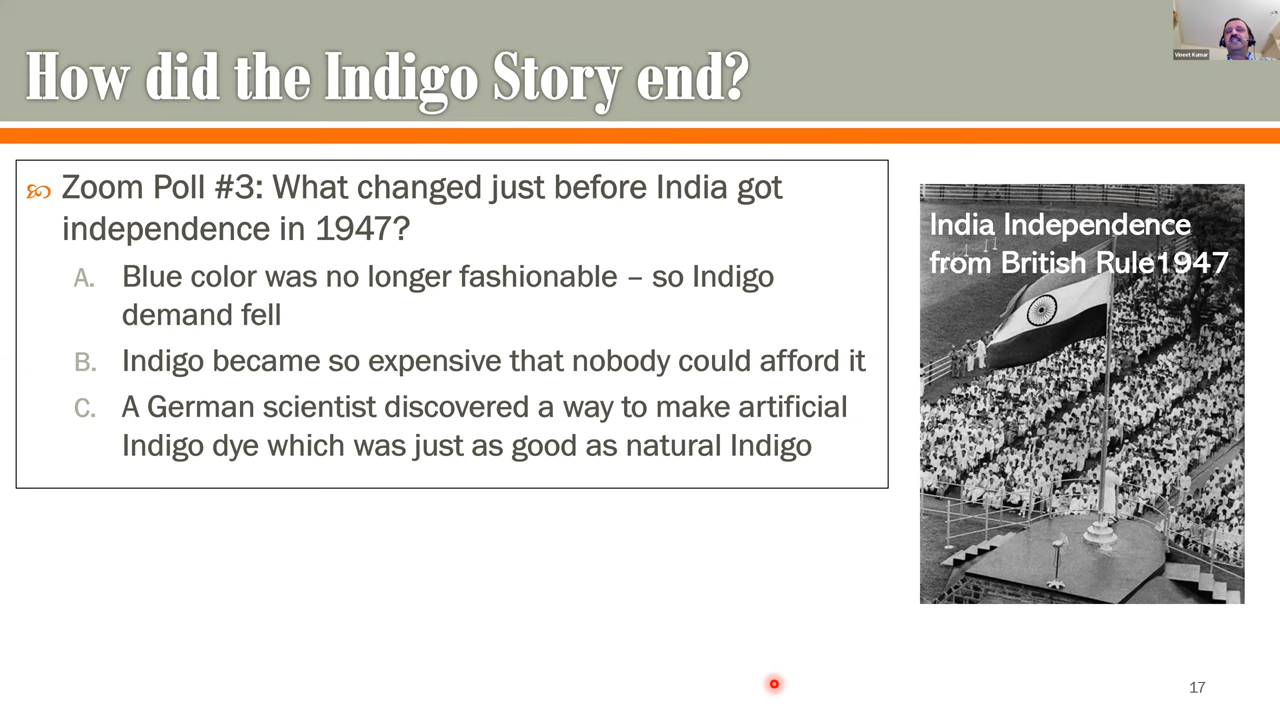 How did the Indigo Story end?
Vineet Kumar
Zoom Poll #3: What changed just before India got
independence in 1947?
A. Blue color was no longer fashionable – so Indigo
demand fell
B. Indigo became so expensive that nobody could afford it
C. A German scientist discovered a way to make artificial
Indigo dye which was just as good as natural Indigo
India Independence
from British Rule1947
17